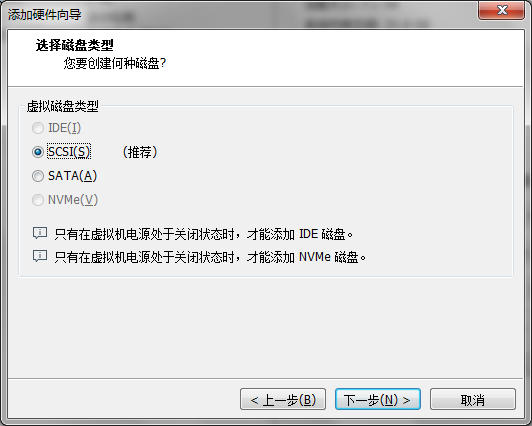 添加硬件向导
选择磁盘类型
您要创建何种磁盘?
虚拟磁盘类型
IDE(I)
SCSI(S) （推荐）
SATA(A)
NVMe(V)
只有在虚拟机电源处于关闭状态时，才能添加 IDE 磁盘。
只有在虚拟机电源处于关闭状态时，才能添加 NVMe 磁盘。
< 上一步(B) 下一步(N) > 取消